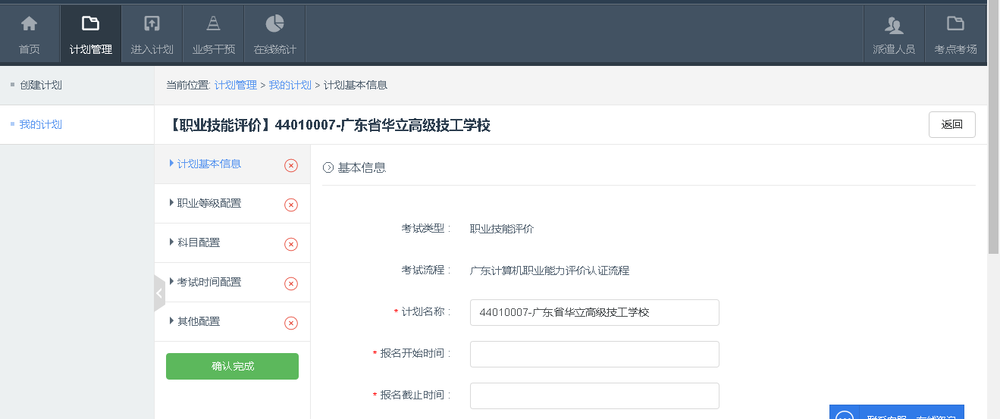 首页
计划管理
进入计划
业务干预
在线统计
派遣人员
考点考场
创建计划
我的计划
当前位置: 计划管理 > 我的计划 > 计划基本信息
【职业技能评价】44010007-广东省华立高级技工学校
返回
计划基本信息
职业等级配置
科目配置
考试时间配置
其他配置
确认完成
基本信息
考试类型 : 职业技能评价
考试流程 : 广东计算机职业能力评价认证流程
* 计划名称 : 44010007-广东省华立高级技工学校
* 报名开始时间 :
* 报名截止时间 :
联系客服，在线咨询